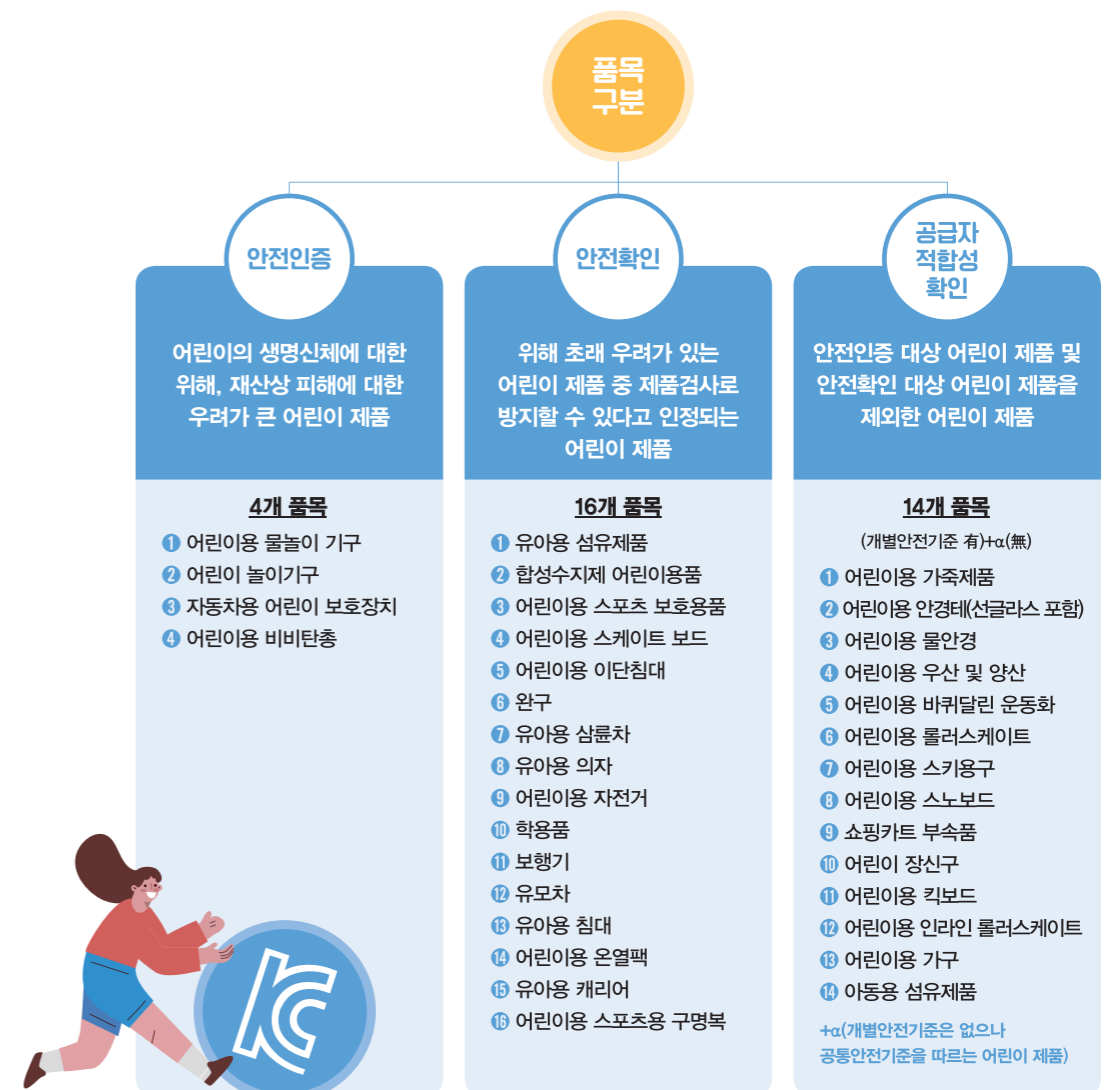 품목
구분
안전인증
어린이의 생명신체에 대한
위해, 재산상 피해에 대한
우려가 큰 어린이 제품
4개 품목
❶ 어린이용 물놀이 기구
❷ 어린이 놀이기구
❸ 자동차용 어린이 보호장치
❹ 어린이용 비비탄총
안전확인
위해 초래 우려가 있는
어린이 제품 중 제품검사로
방지할 수 있다고 인정되는
어린이 제품
16개 품목
❶ 유아용 섬유제품
❷ 합성수지제 어린이용품
❸ 어린이용 스포츠 보호용품
❹ 어린이용 스케이트 보드
❺ 어린이용 이단침대
❻ 완구
❼ 유아용 삼륜차
❽ 유아용 의자
❾ 어린이용 자전거
❿ 학용품
⓫ 보행기
⓬ 유모차
⓭ 유아용 침대
⓮ 어린이용 온열팩
⓯ 유아용 캐리어
⓰ 어린이용 스포츠용 구명복
공급자
적합성
확인
안전인증 대상 어린이 제품 및
안전확인 대상 어린이 제품을
제외한 어린이 제품
14개 품목
(개별안전기준 有)+α(無)
❶ 어린이용 가죽제품
❷ 어린이용 안경테(선글라스 포함)
❸ 어린이용 물안경
❹ 어린이용 우산 및 양산
❺ 어린이용 바퀴달린 운동화
❻ 어린이용 롤러스케이트
❼ 어린이용 스키용구
❽ 어린이용 스노보드
❾ 쇼핑카트 부속품
❿ 어린이 장신구
⓫ 어린이용 킥보드
⓬ 어린이용 인라인 롤러스케이트
⓭ 어린이용 가구
⓮ 아동용 섬유제품
+α(개별안전기준은 없으나
공통안전기준을 따르는 어린이 제품)
KC